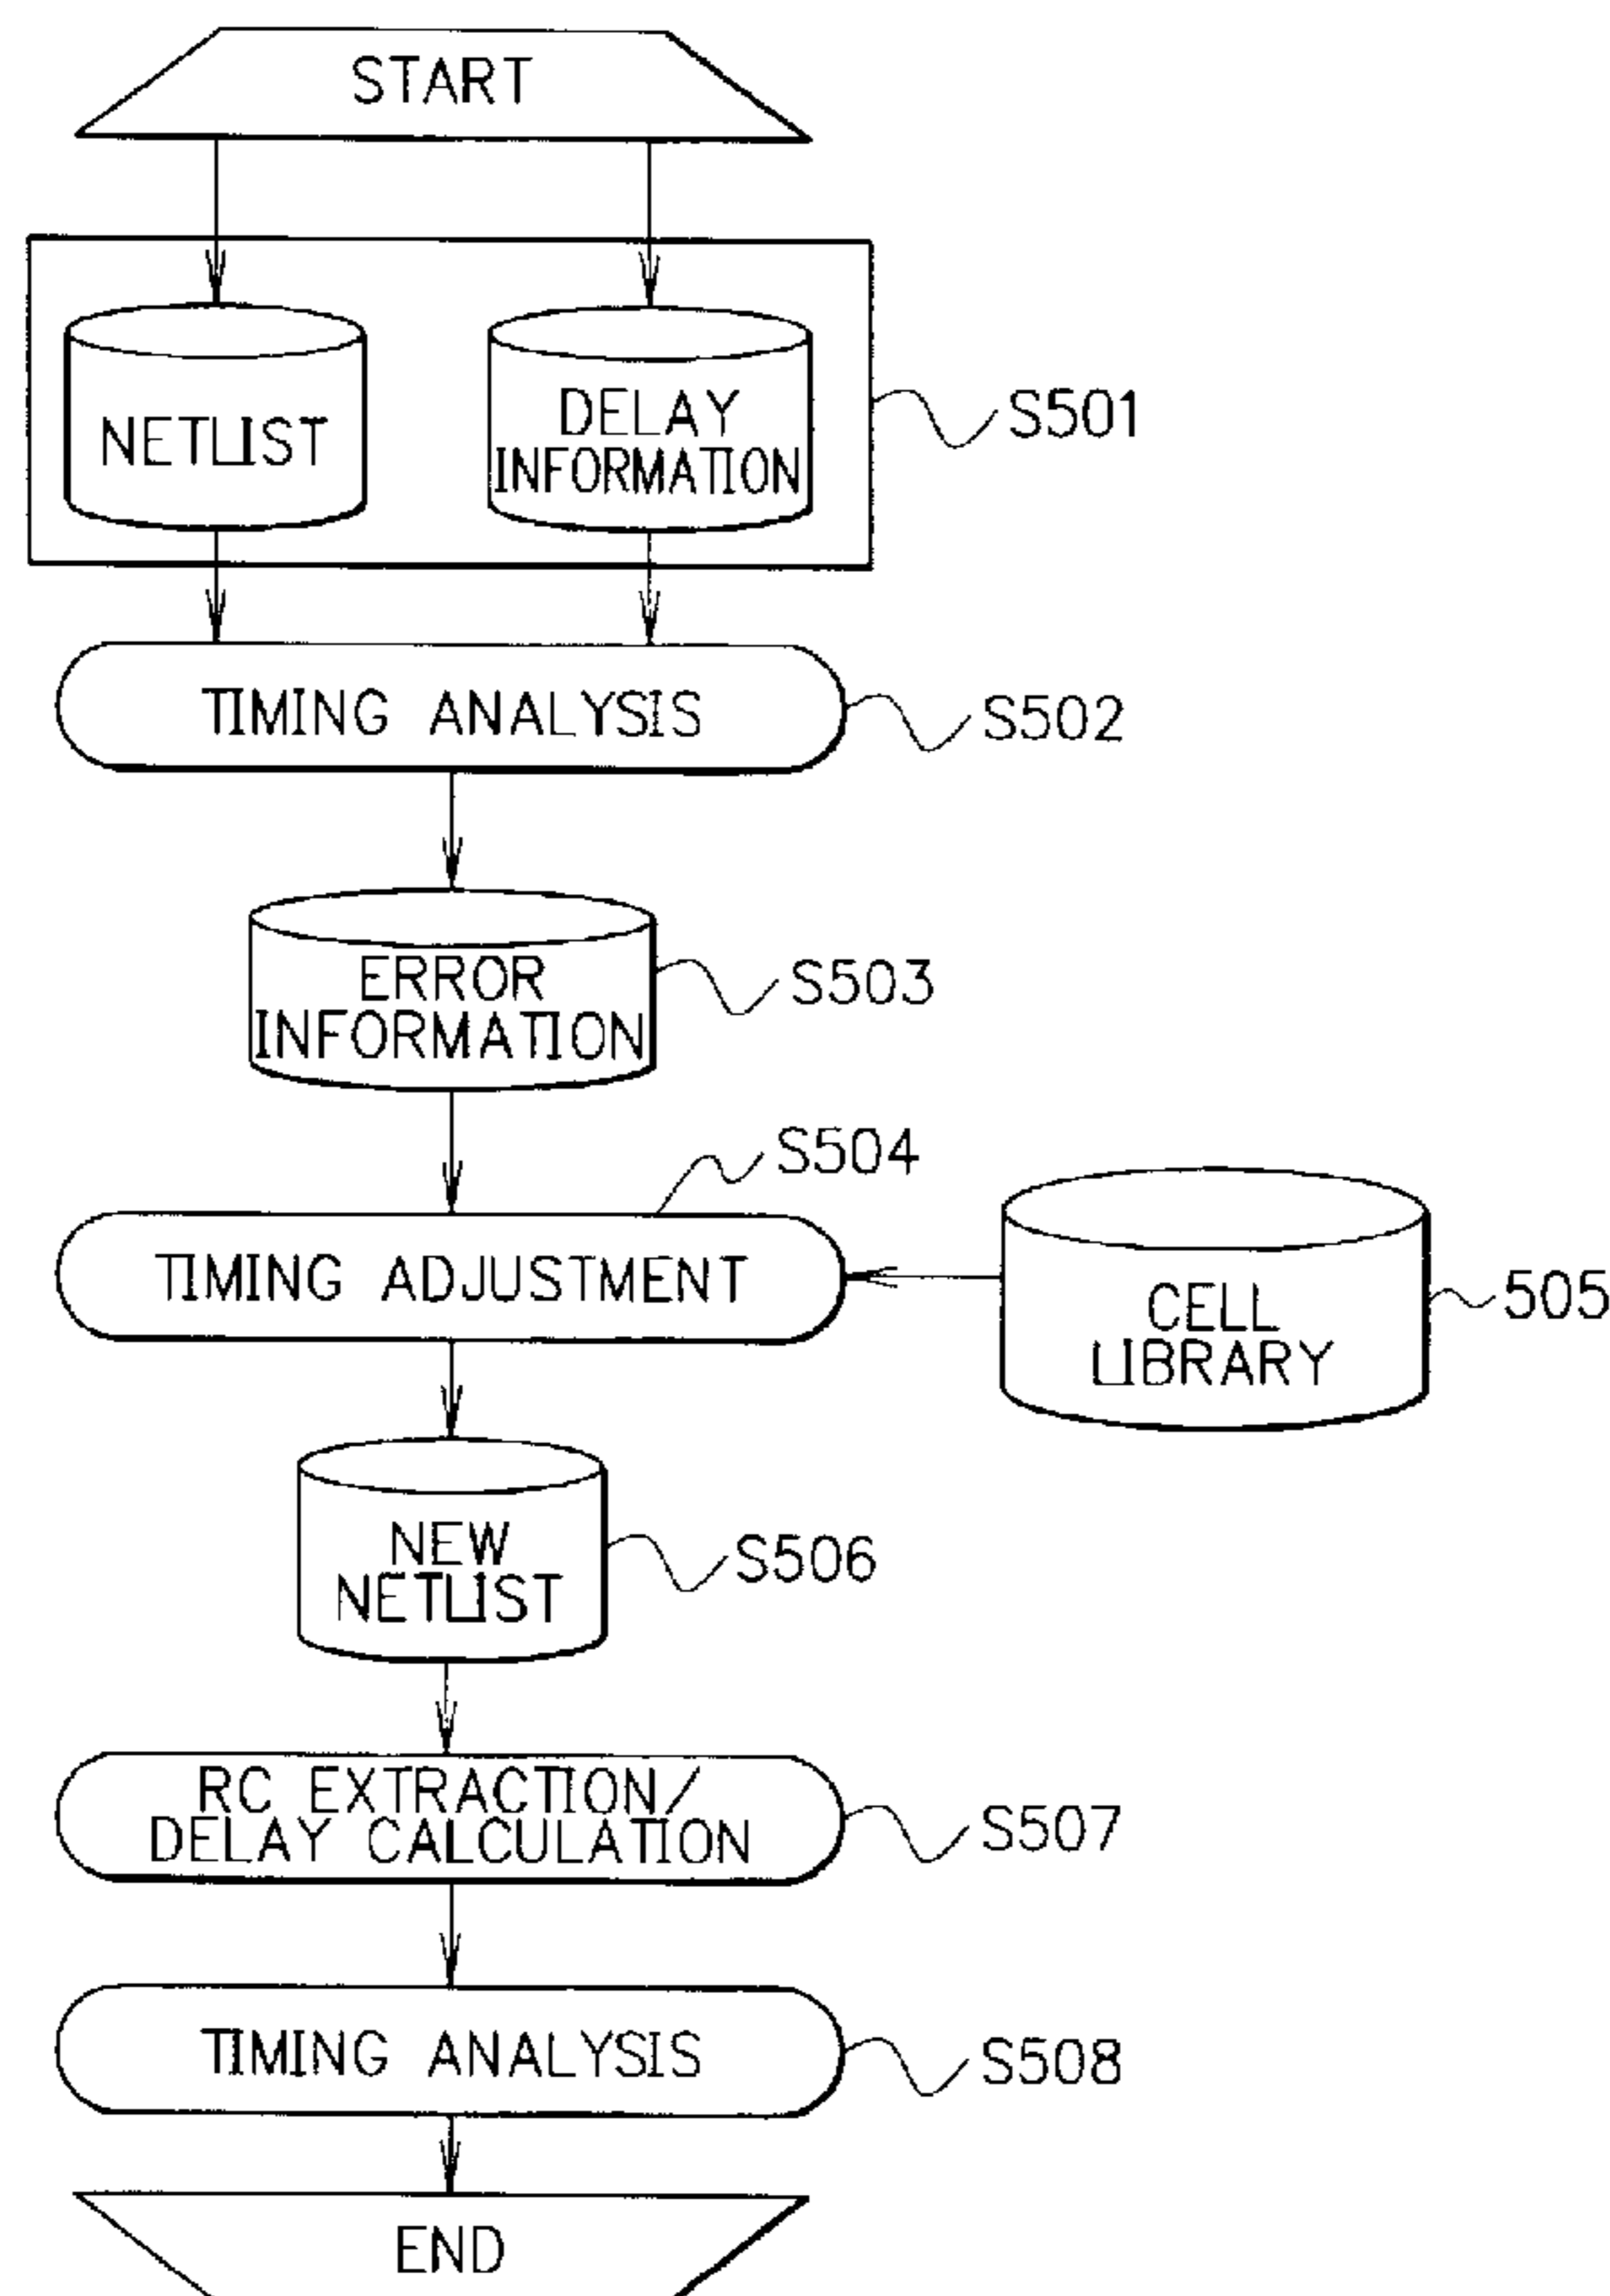 START
NETLIST
DELAY
INFORMATION
S501
TIMING ANALYSIS
S502
ERROR
INFORMATION
S503
S504
TIMING ADJUSTMENT
CELL
LIBRARY
505
NEW
NETLIST
S506
RC EXTRACTION/
DELAY CALCULATION
S507
TIMING ANALYSIS
S508
END